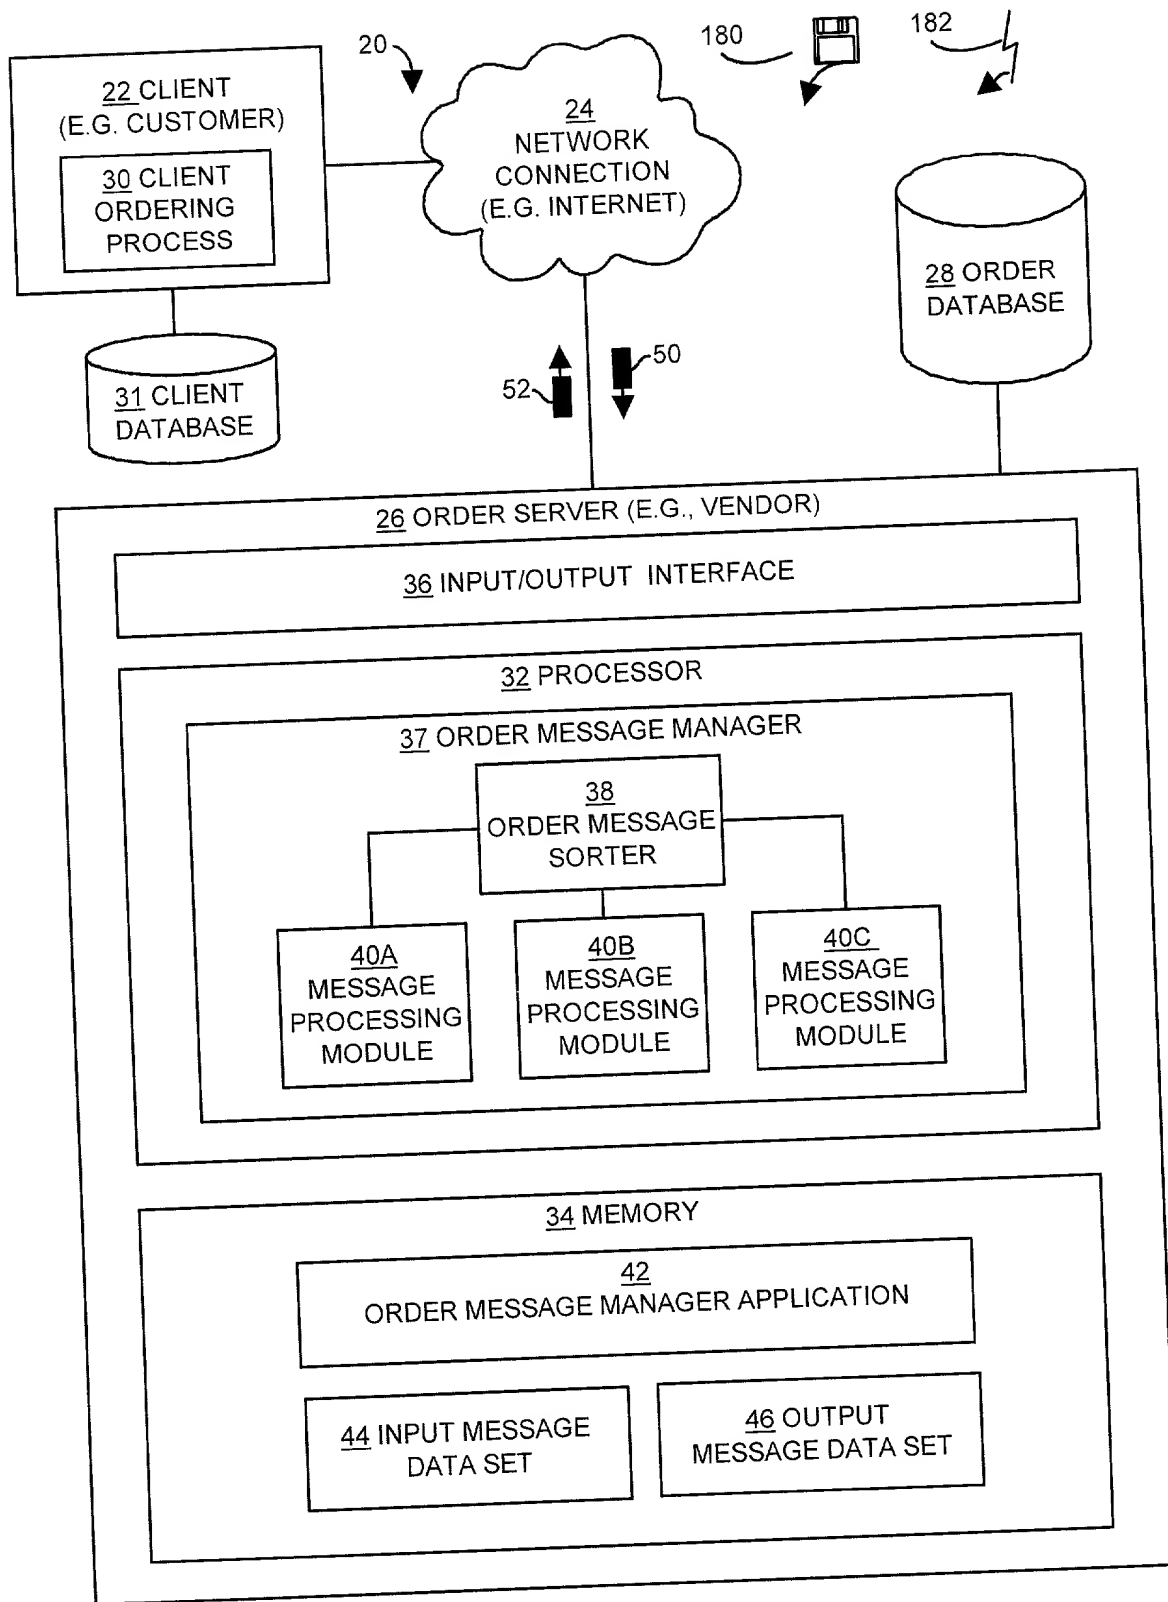 20
180
182
22 CLIENT
(E.G. CUSTOMER)
30 CLIENT
ORDERING
PROCESS
24
NETWORK
CONNECTION
(E.G. INTERNET)
28 ORDER
DATABASE
31 CLIENT
DATABASE
52
50
26 ORDER SERVER (E.G., VENDOR)
36 INPUT/OUTPUT INTERFACE
32 PROCESSOR
37 ORDER MESSAGE MANAGER
38
ORDER MESSAGE
SORTER
40A
MESSAGE
PROCESSING
MODULE
40B
MESSAGE
PROCESSING
MODULE
40C
MESSAGE
PROCESSING
MODULE
34 MEMORY
42
ORDER MESSAGE MANAGER APPLICATION
44 INPUT MESSAGE
DATA SET
46 OUTPUT
MESSAGE DATA SET